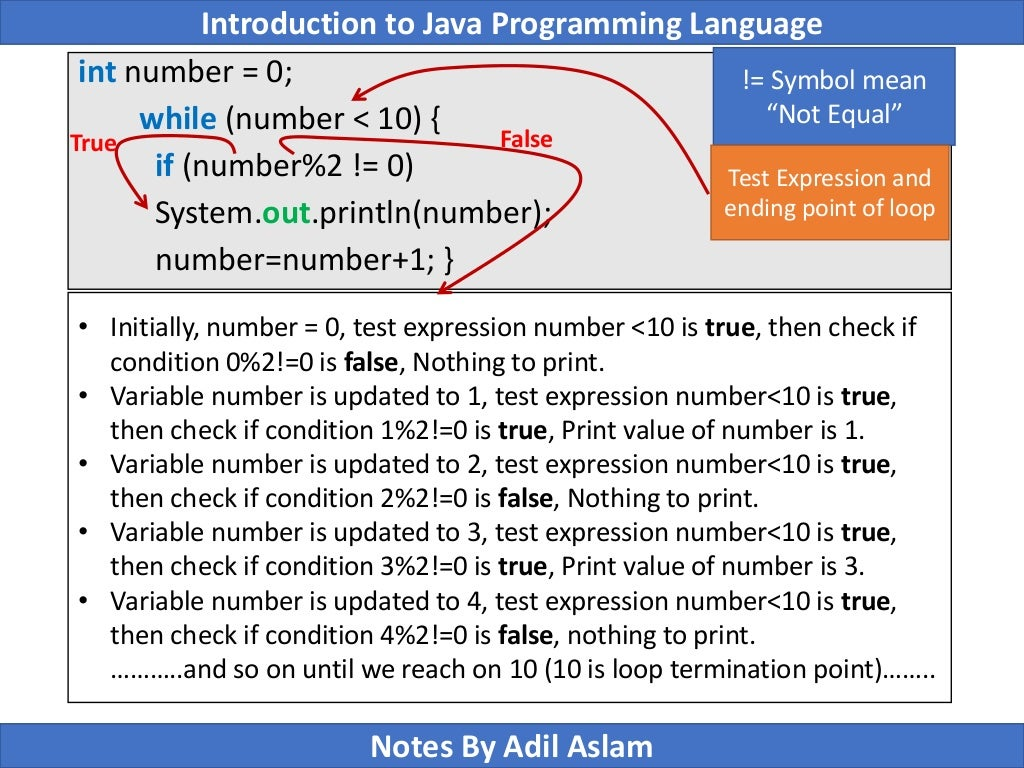 Introduction to Java Programming Language
int number = 0;
while (number < 10) {
if (number%2 != 0)
System.out.println(number);
number=number+1; }
True
False
!= Symbol mean
“Not Equal”
Test Expression and
ending point of loop
• Initially, number = 0, test expression number <10 is true, then check if
condition 0%2!=0 is false, Nothing to print.
• Variable number is updated to 1, test expression number<10 is true,
then check if condition 1%2!=0 is true, Print value of number is 1.
• Variable number is updated to 2, test expression number<10 is true,
then check if condition 2%2!=0 is false, Nothing to print.
• Variable number is updated to 3, test expression number<10 is true,
then check if condition 3%2!=0 is true, Print value of number is 3.
• Variable number is updated to 4, test expression number<10 is true,
then check if condition 4%2!=0 is false, nothing to print.
………..and so on until we reach on 10 (10 is loop termination point)……..
Notes By Adil Aslam